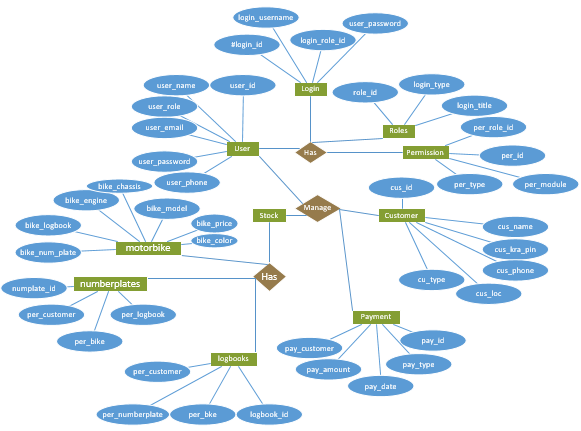 login_username
user_password
#login_id
login_role_id
Login
user_name
user_id
role_id
login_type
login_title
user_role
user_email
Roles
per_role_id
User
Has
Permission
per_id
user_password
user_phone
per_type
per_module
bike_chassis
cus_id
bike_engine
bike_model
Manage
Stock
Customer
bike_logbook
bike_price
cus_name
bike_color
bike_num_plate
motorbike
cus_kra_pin
cus_phone
Has
cu_type
numberplates
numplate_id
cus_loc
per_customer
per_logbook
Payment
per_bike
pay_customer
pay_id
logbooks
pay_type
per_customer
pay_amount
pay_date
per_numberplate
per_bke
logbook_id